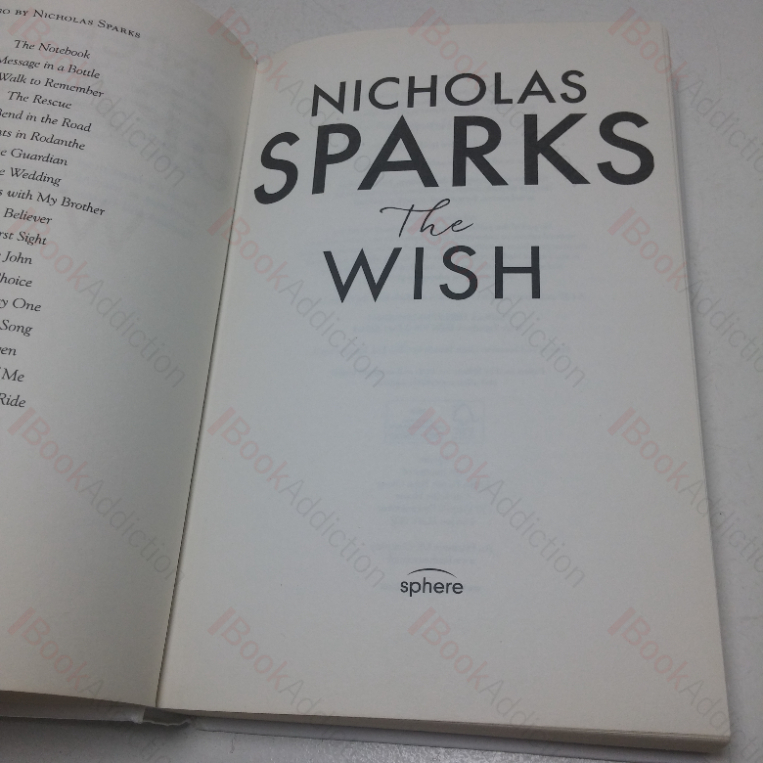 O BY NICHOLAS SPARKS
The Notebook
Message in a Bottle
Walk to Remember
The Rescue
Bend in the Road
ts in Rodanthe
e Guardian
e Wedding
s with My Brother
Believer
rst Sight
John
Choice
y One
Song
en
Me
Ride
NICHOLAS
SPARKS
The
WISH
sphere
BookAddiction